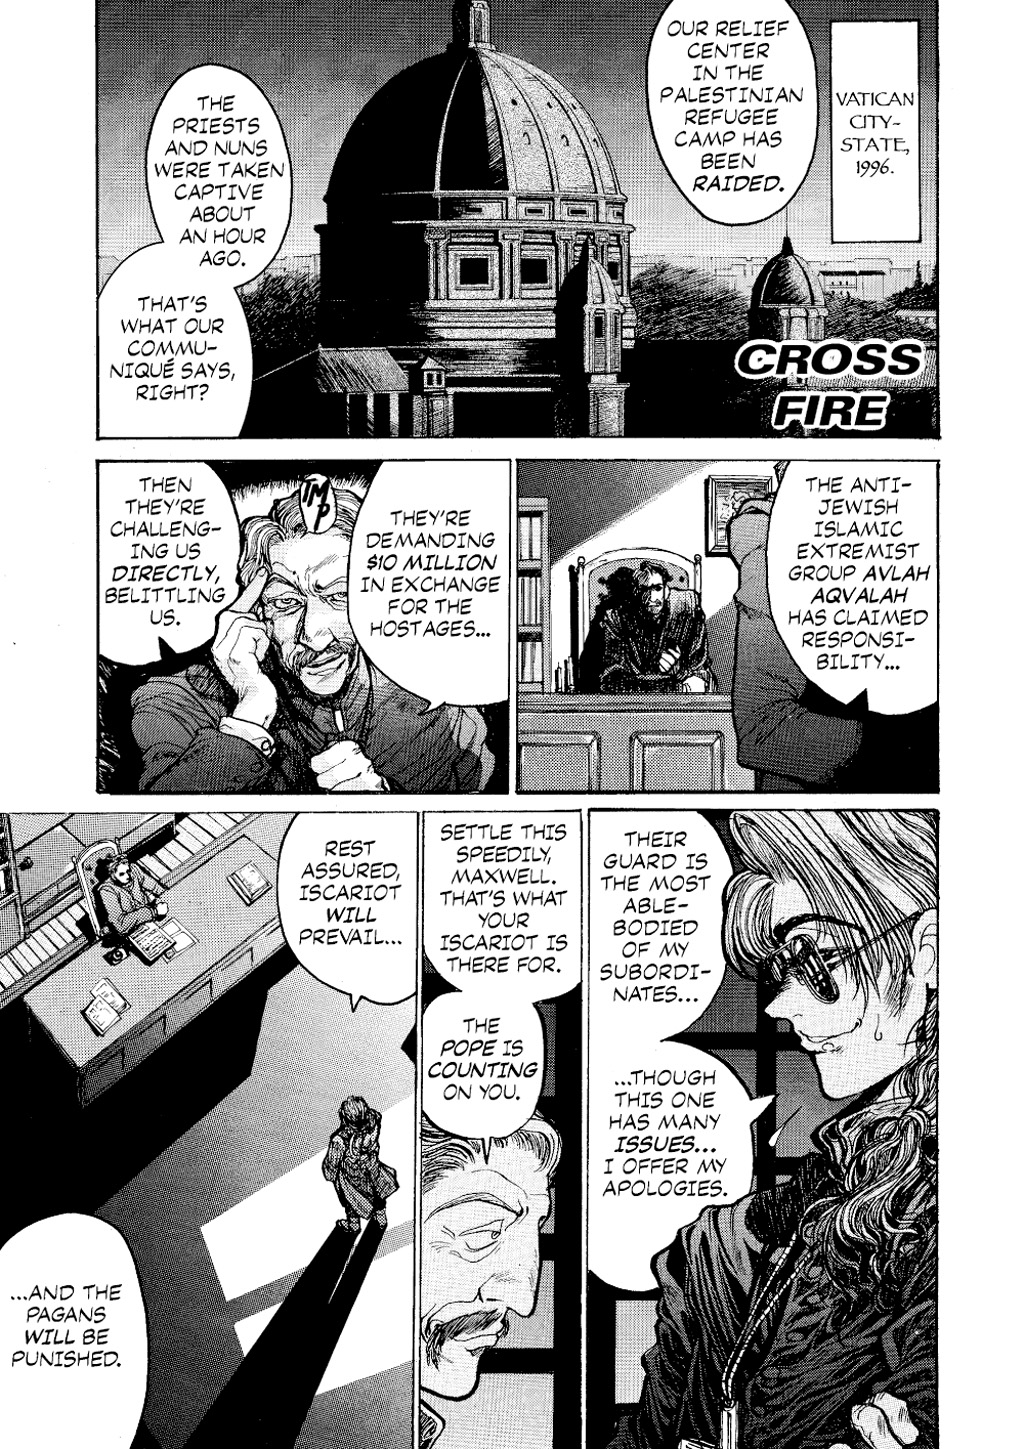 VATICAN
CITY-
STATE,
1996.
OUR RELIEF
CENTER
IN THE
PALESTINIAN
REFUGEE
CAMP HAS
BEEN
RAIDED.
THE
PRIESTS
AND NUNS
WERE TAKEN
CAPTIVE
ABOUT
AN HOUR
AGO.
THAT'S
WHAT OUR
COMMU-
NIQUÉ SAYS,
RIGHT?
CROSS
FIRE
THE ANTI-
JEWISH
ISLAMIC
EXTREMIST
GROUP AVLAH
AQVALAH
HAS CLAIMED
RESPONSI-
BILITY...
THEY'RE
DEMANDING
$10 MILLION
IN EXCHANGE
FOR THE
HOSTAGES...
TMP
THEN
THEY'RE
CHALLENG-
ING US
DIRECTLY,
BELITTLING
US.
THEIR
GUARD IS
THE MOST
ABLE-
BODIED
OF MY
SUBORDI-
NATES...
...THOUGH
THIS ONE
HAS MANY
ISSUES...
I OFFER MY
APOLOGIES.
SETTLE THIS
SPEEDILY,
MAXWELL.
THAT'S WHAT
YOUR
ISCARIOT IS
THERE FOR.
THE
POPE IS
COUNTING
ON YOU.
REST
ASSURED,
ISCARIOT
WILL
PREVAIL...
...AND THE
PAGANS
WILL BE
PUNISHED.